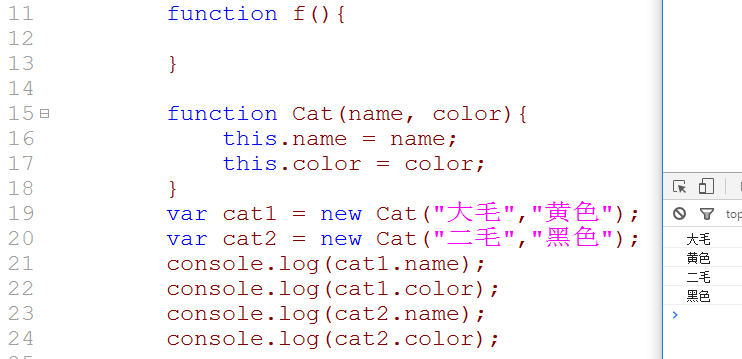 11 function f(){
12
13 }
14
15 function Cat(name, color){
16 this.name = name;
17 this.color = color;
18 }
19 var cat1 = new Cat("大毛","黄色");
20 var cat2 = new Cat("二毛","黑色");
21 console.log(cat1.name);
22 console.log(cat1.color);
23 console.log(cat2.name);
24 console.log(cat2.color);
top
大毛
黄色
二毛
黑色
>